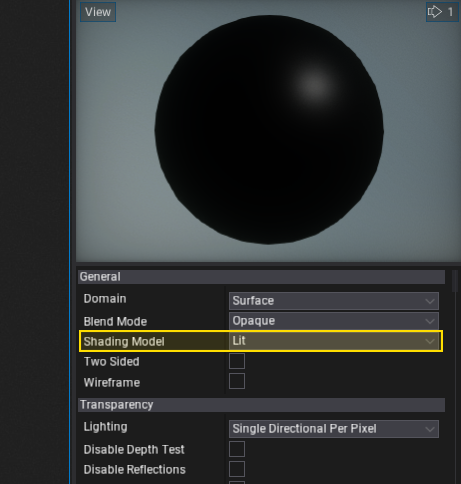 View 1
General
Domain Surface
Blend Mode Opaque
Shading Model Lit
Two Sided
Wireframe
Transparency
Lighting Single Directional Per Pixel
Disable Depth Test
Disable Reflections